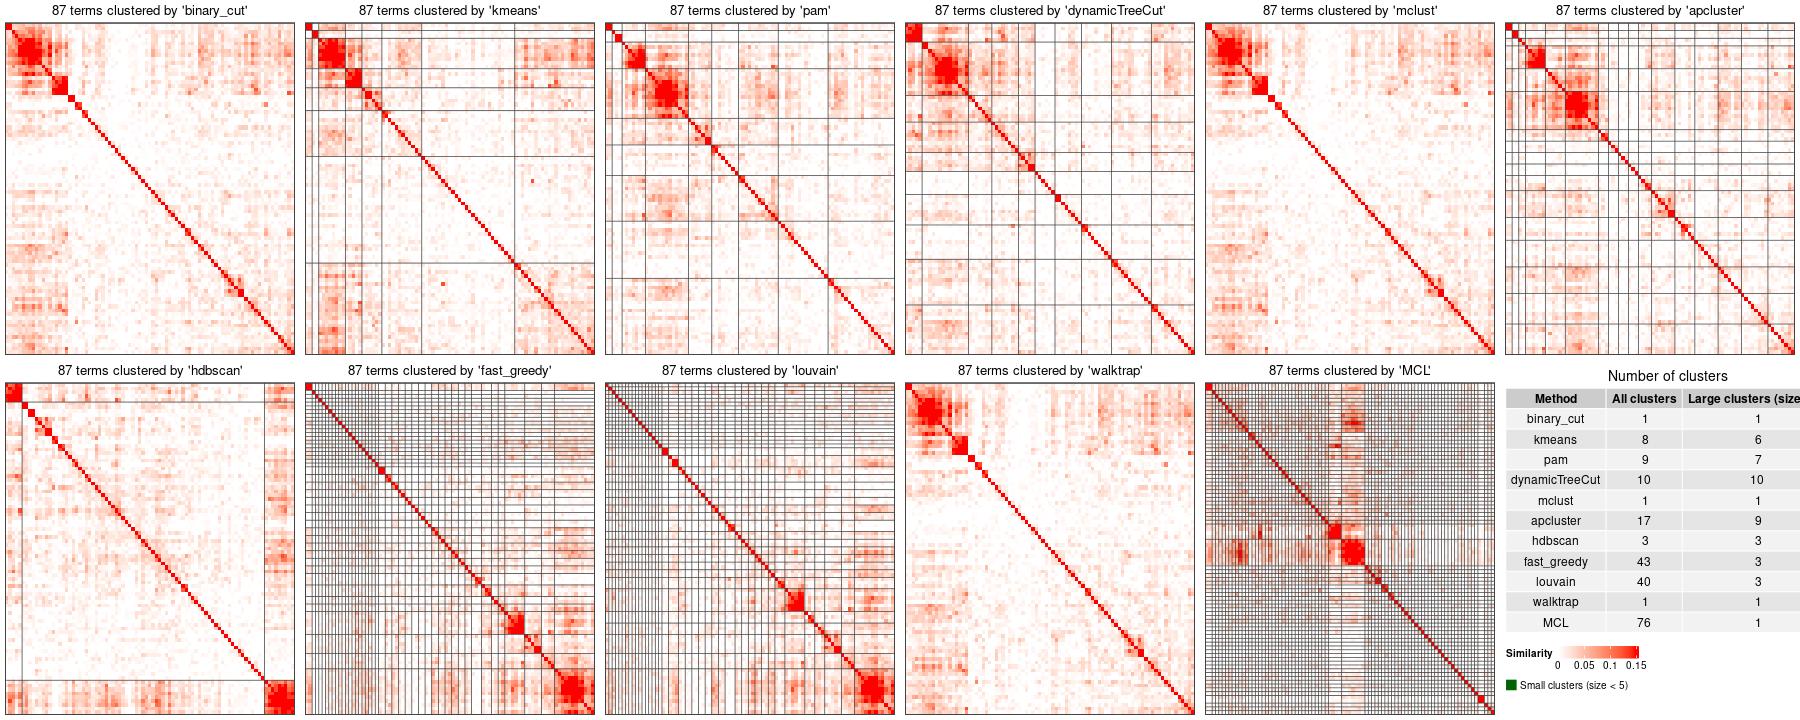 87 terms clustered by 'binary_cut'
87 terms clustered by 'kmeans'
87 terms clustered by 'pam'
87 terms clustered by 'dynamicTreeCut'
87 terms clustered by 'mclust'
87 terms clustered by 'apcluster'
87 terms clustered by 'hdbscan'
87 terms clustered by 'fast_greedy'
87 terms clustered by 'louvain'
87 terms clustered by 'walktrap'
87 terms clustered by 'MCL'
Number of clusters
Method All clusters Large clusters (size
binary_cut 1 1
kmeans 8 6
pam 9 7
dynamicTreeCut 10 10
mclust 1 1
apcluster 17 9
hdbscan 3 3
fast_greedy 43 3
louvain 40 3
walktrap 1 1
MCL 76 1
Similarity
0 0.05 0.1 0.15
Small clusters (size < 5)